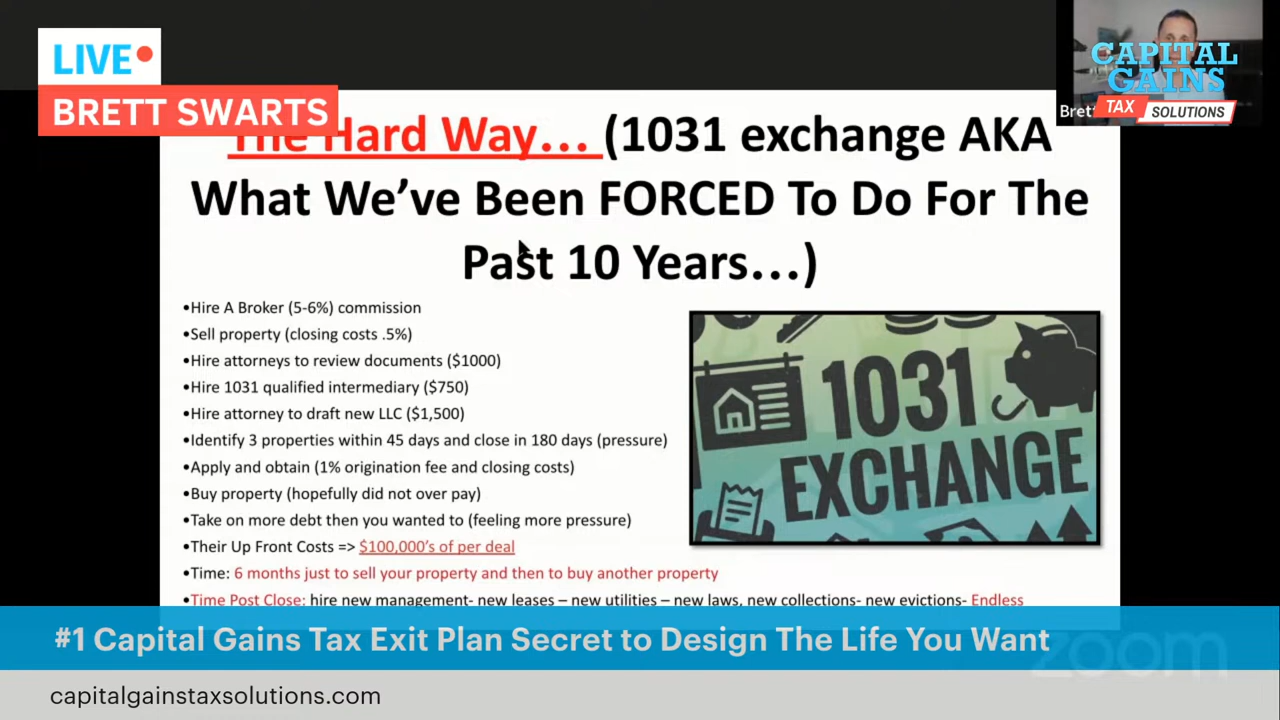 LIVE
BRETT SWARTS
CAPITAL
GAINS
TAX
SOLUTIONS
Brett
The Hard Way… (1031 exchange AKA
What We’ve Been FORCED To Do For The
Past 10 Years…)
•Hire A Broker (5-6%) commission
•Sell property (closing costs .5%)
•Hire attorneys to review documents ($1000)
•Hire 1031 qualified intermediary ($750)
•Hire attorney to draft new LLC ($1,500)
•Identify 3 properties within 45 days and close in 180 days (pressure)
•Apply and obtain (1% origination fee and closing costs)
•Buy property (hopefully did not over pay)
•Take on more debt then you wanted to (feeling more pressure)
•Their Up Front Costs => $100,000’s of per deal
•Time: 6 months just to sell your property and then to buy another property
•Time Post Close: hire new management- new leases – new utilities – new laws, new collections- new evictions- Endless
1031
EXCHANGE
#1 Capital Gains Tax Exit Plan Secret to Design The Life You Want
zoom
capitalgainstaxsolutions.com